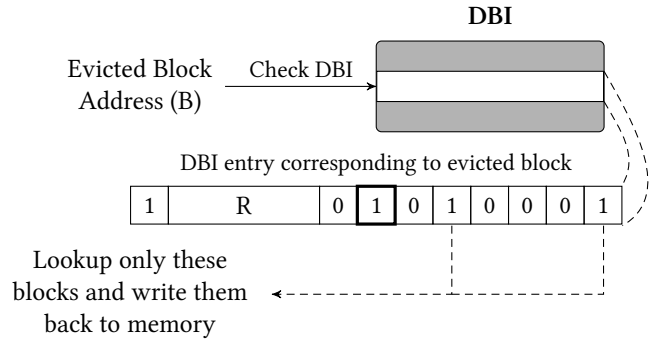 DBI
Evicted Block
Address (B)
Check DBI
DBI entry corresponding to evicted block
1 R 0 1 0 1 0 0 0 1
Lookup only these
blocks and write them
back to memory